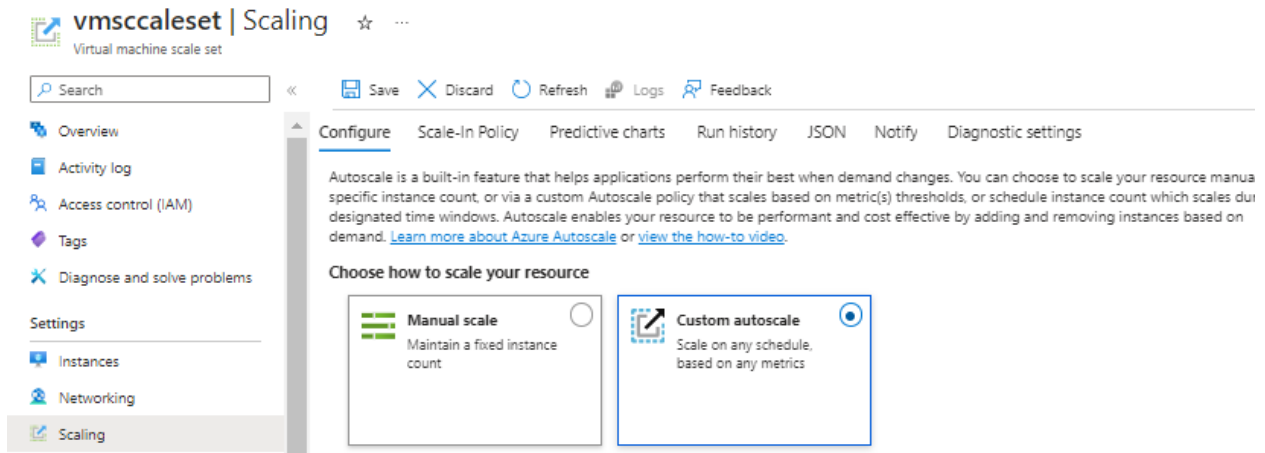 vmsccaleset | Scaling ☆ ...
Virtual machine scale set
Search «
Save Discard Refresh Logs Feedback
Overview
Activity log
Access control (IAM)
Tags
Diagnose and solve problems
Settings
Instances
Networking
Scaling
Configure Scale-In Policy Predictive charts Run history JSON Notify Diagnostic settings
Autoscale is a built-in feature that helps applications perform their best when demand changes. You can choose to scale your resource manua
specific instance count, or via a custom Autoscale policy that scales based on metric(s) thresholds, or schedule instance count which scales dur
designated time windows. Autoscale enables your resource to be performant and cost effective by adding and removing instances based on
demand. Learn more about Azure Autoscale or view the how-to video.
Choose how to scale your resource
Manual scale
Maintain a fixed instance
count
Custom autoscale
Scale on any schedule,
based on any metrics